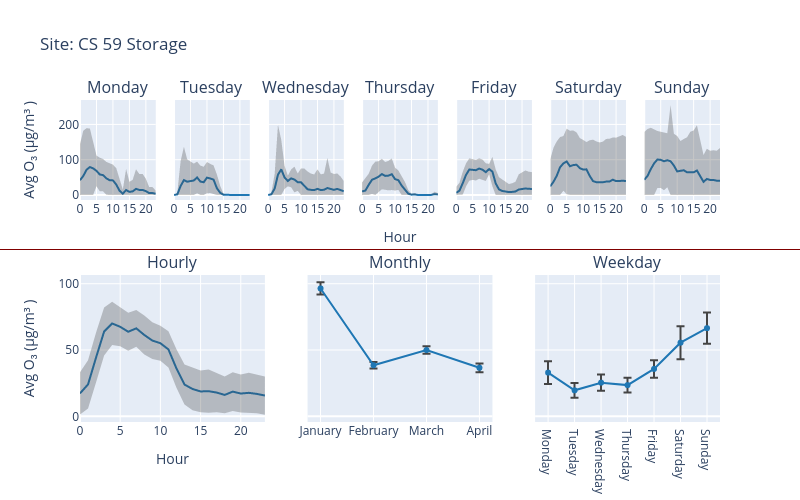 Site: CS 59 Storage
Monday Tuesday Wednesday Thursday Friday Saturday Sunday
Avg O₃ (µg/m³ )
200
100
0
0 5 10 15 20 0 5 10 15 20 0 5 10 15 20 0 5 10 15 20 0 5 10 15 20 0 5 10 15 20 0 5 10 15 20
Hour
Hourly Monthly Weekday
Avg O₃ (µg/m³ )
100
50
0
0 5 10 15 20
January February March April
Monday Tuesday Wednesday Thursday Friday Saturday Sunday
Hour